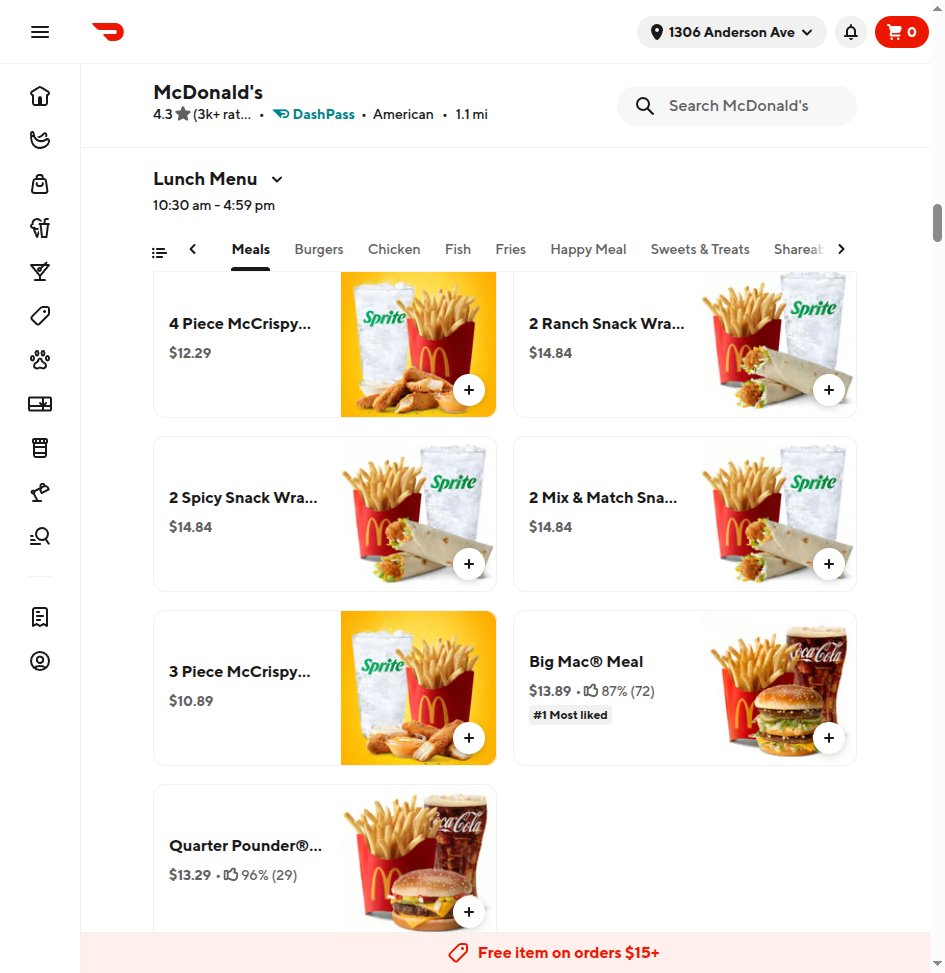 1306 Anderson Ave
0
McDonald's
4.3 (3k+ rat... • DashPass • American • 1.1 mi
Search McDonald's
Lunch Menu
10:30 am - 4:59 pm
Meals Burgers Chicken Fish Fries Happy Meal Sweets & Treats Shareab
4 Piece McCrispy...
$12.29
Sprite
2 Ranch Snack Wra...
$14.84
Sprite
2 Spicy Snack Wra...
$14.84
Sprite
2 Mix & Match Sna...
$14.84
Sprite
3 Piece McCrispy...
$10.89
Sprite
Big Mac® Meal
$13.89 • 87% (72)
#1 Most liked
Coca-Cola
Quarter Pounder®...
$13.29 • 96% (29)
Coca-Cola
Free item on orders $15+